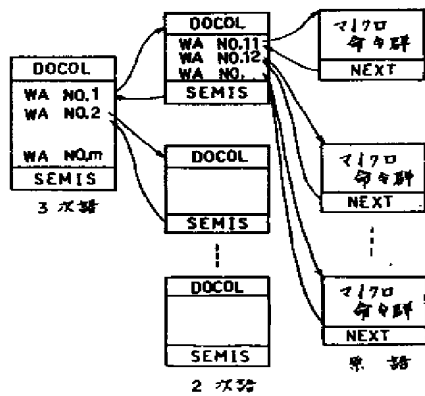 DOCOL
WA NO.1
WA NO.2
WA NO.m
SEMIS
3次語
DOCOL
WA NO.11
WA NO.12
WA NO.
SEMIS
DOCOL
SEMIS
DOCOL
SEMIS
2次語
マイクロ
命令群
NEXT
マイクロ
命令群
NEXT
マイクロ
命令群
NEXT
原語